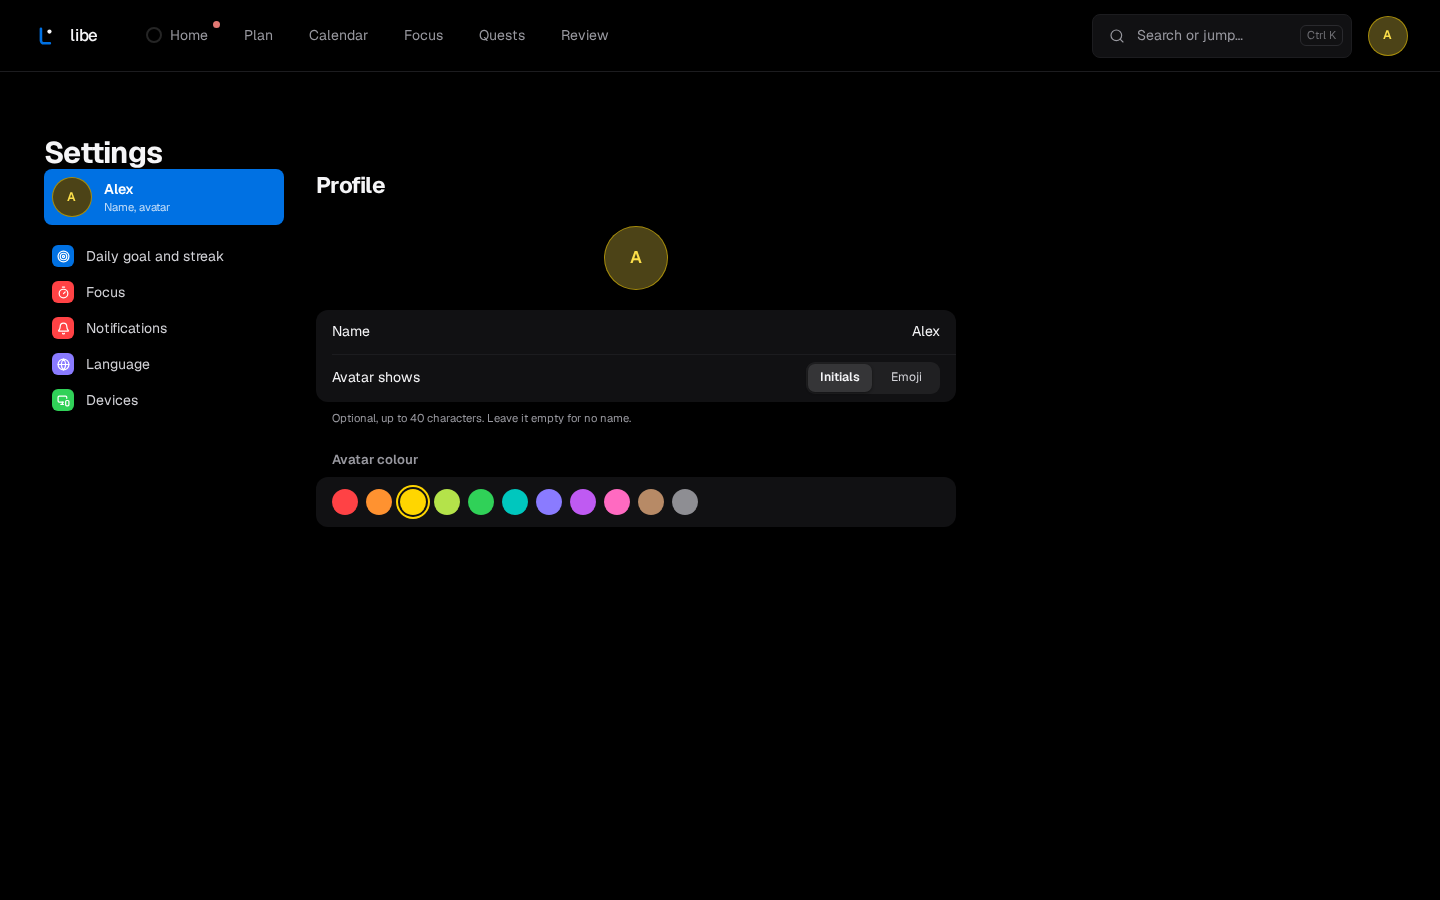 libe
Home
Plan
Calendar
Focus
Quests
Review
Search or jump...
Ctrl K
A
Settings
A
Alex
Name, avatar
Daily goal and streak
Focus
Notifications
Language
Devices
Profile
A
Name
Alex
Avatar shows
Initials
Emoji
Optional, up to 40 characters. Leave it empty for no name.
Avatar colour